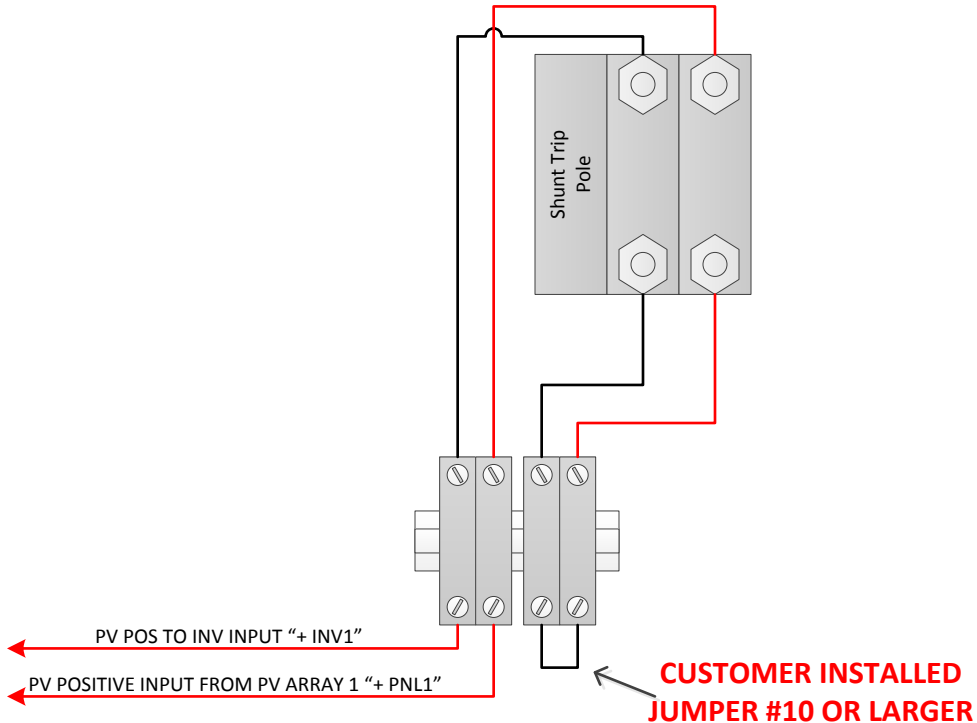 Shunt Trip
Pole
PV POS TO INV INPUT “+ INV1”
PV POSITIVE INPUT FROM PV ARRAY 1 “+ PNL1”
CUSTOMER INSTALLED
JUMPER #10 OR LARGER